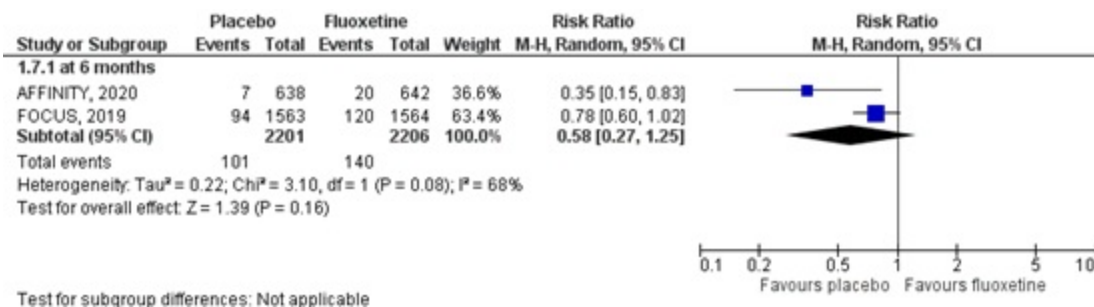 Placebo Fluoxetine Risk Ratio Risk Ratio
Study or Subgroup Events Total Events Total Weight M-H, Random, 95% CI M-H, Random, 95% CI
1.7.1 at 6 months
AFFINITY, 2020 7 638 20 642 36.6% 0.35 [0.15, 0.83]
FOCUS, 2019 94 1563 120 1564 63.4% 0.78 [0.60, 1.02]
Subtotal (95% CI) 2201 2206 100.0% 0.58 [0.27, 1.25]
Total events 101 140
Heterogeneity: Tau² = 0.22; Chi² = 3.10, df = 1 (P = 0.08); I² = 68%
Test for overall effect: Z = 1.39 (P = 0.16)
0.1 0.2 0.5 1 2 5 10
Favours placebo Favours fluoxetine
Test for subgroup differences: Not applicable